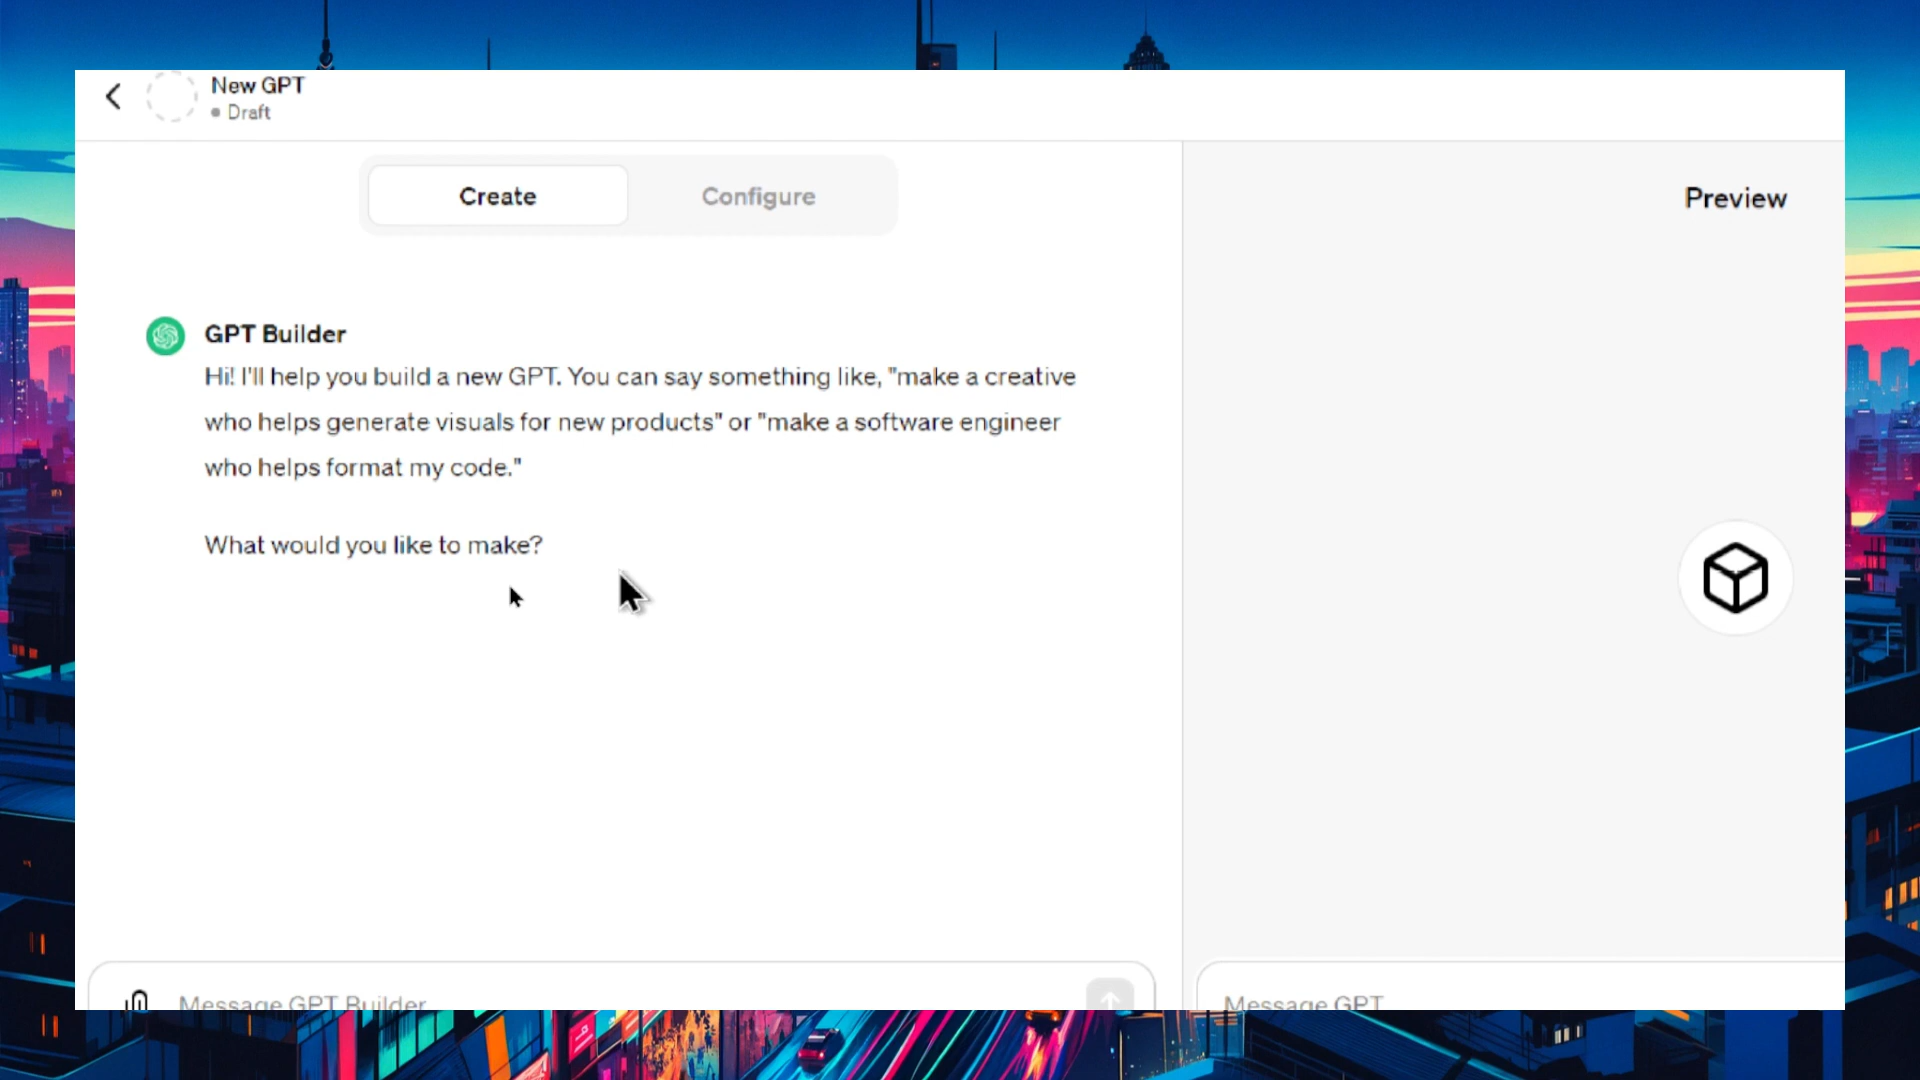 New GPT
Draft
Create
Configure
Preview
GPT Builder
Hi! I'll help you build a new GPT. You can say something like, "make a creative
who helps generate visuals for new products" or "make a software engineer
who helps format my code."
What would you like to make?
Message GPT Builder
Message GPT